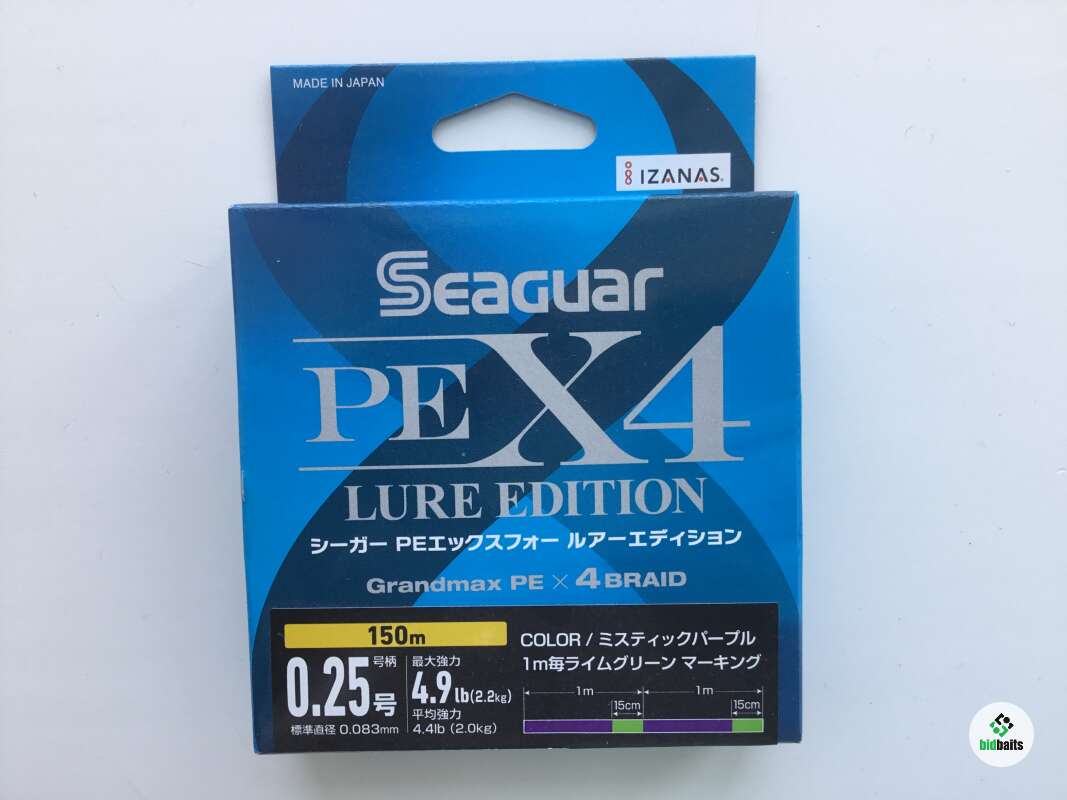 MADE IN JAPAN
IZANAS
Seaguar
PEX4
LURE EDITION
シーガー PEエックスフォー ルアーエディション
Grandmax PE × 4 BRAID
150m
0.25号
号柄
標準直径 0.083mm
最大強力
4.9lb(2.2kg)
平均強力
4.4lb (2.0kg)
COLOR / ミスティックパープル
1m毎ライムグリーン マーキング
1m 1m
15cm 15cm
bidbaits